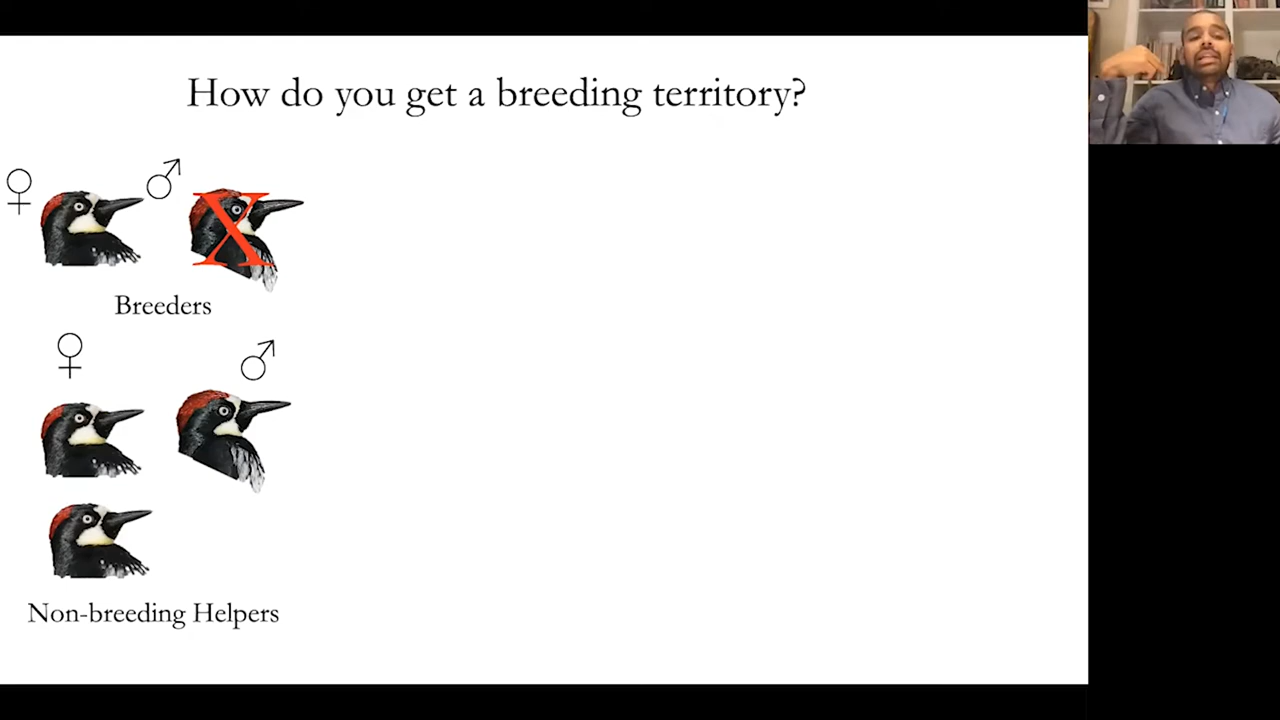 How do you get a breeding territory?
♀ ♂
X
Breeders
♀ ♂
Non-breeding Helpers